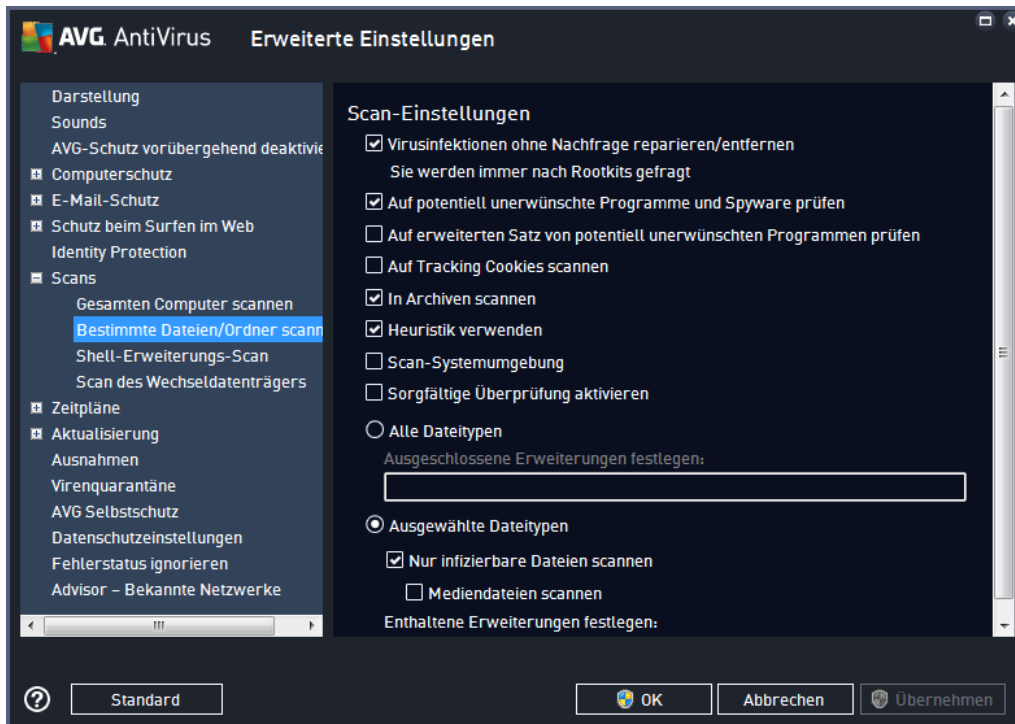 AVG. AntiVirus Erweiterte Einstellungen
Darstellung
Sounds
AVG-Schutz vorübergehend deaktivie
Computerschutz
E-Mail-Schutz
Schutz beim Surfen im Web
Identity Protection
Scans
Gesamten Computer scannen
Bestimmte Dateien/Ordner scann
Shell-Erweiterungs-Scan
Scan des Wechseldatenträgers
Zeitpläne
Aktualisierung
Ausnahmen
Virenquarantäne
AVG Selbstschutz
Datenschutzeinstellungen
Fehlerstatus ignorieren
Advisor – Bekannte Netzwerke
Scan-Einstellungen
Virusinfektionen ohne Nachfrage reparieren/entfernen
Sie werden immer nach Rootkits gefragt
Auf potentiell unerwünschte Programme und Spyware prüfen
Auf erweiterten Satz von potentiell unerwünschten Programmen prüfen
Auf Tracking Cookies scannen
In Archiven scannen
Heuristik verwenden
Scan-Systemumgebung
Sorgfältige Überprüfung aktivieren
Alle Dateitypen
Ausgeschlossene Erweiterungen festlegen:
Ausgewählte Dateitypen
Nur infizierbare Dateien scannen
Mediendateien scannen
Enthaltene Erweiterungen festlegen:
? Standard OK Abbrechen Übernehmen